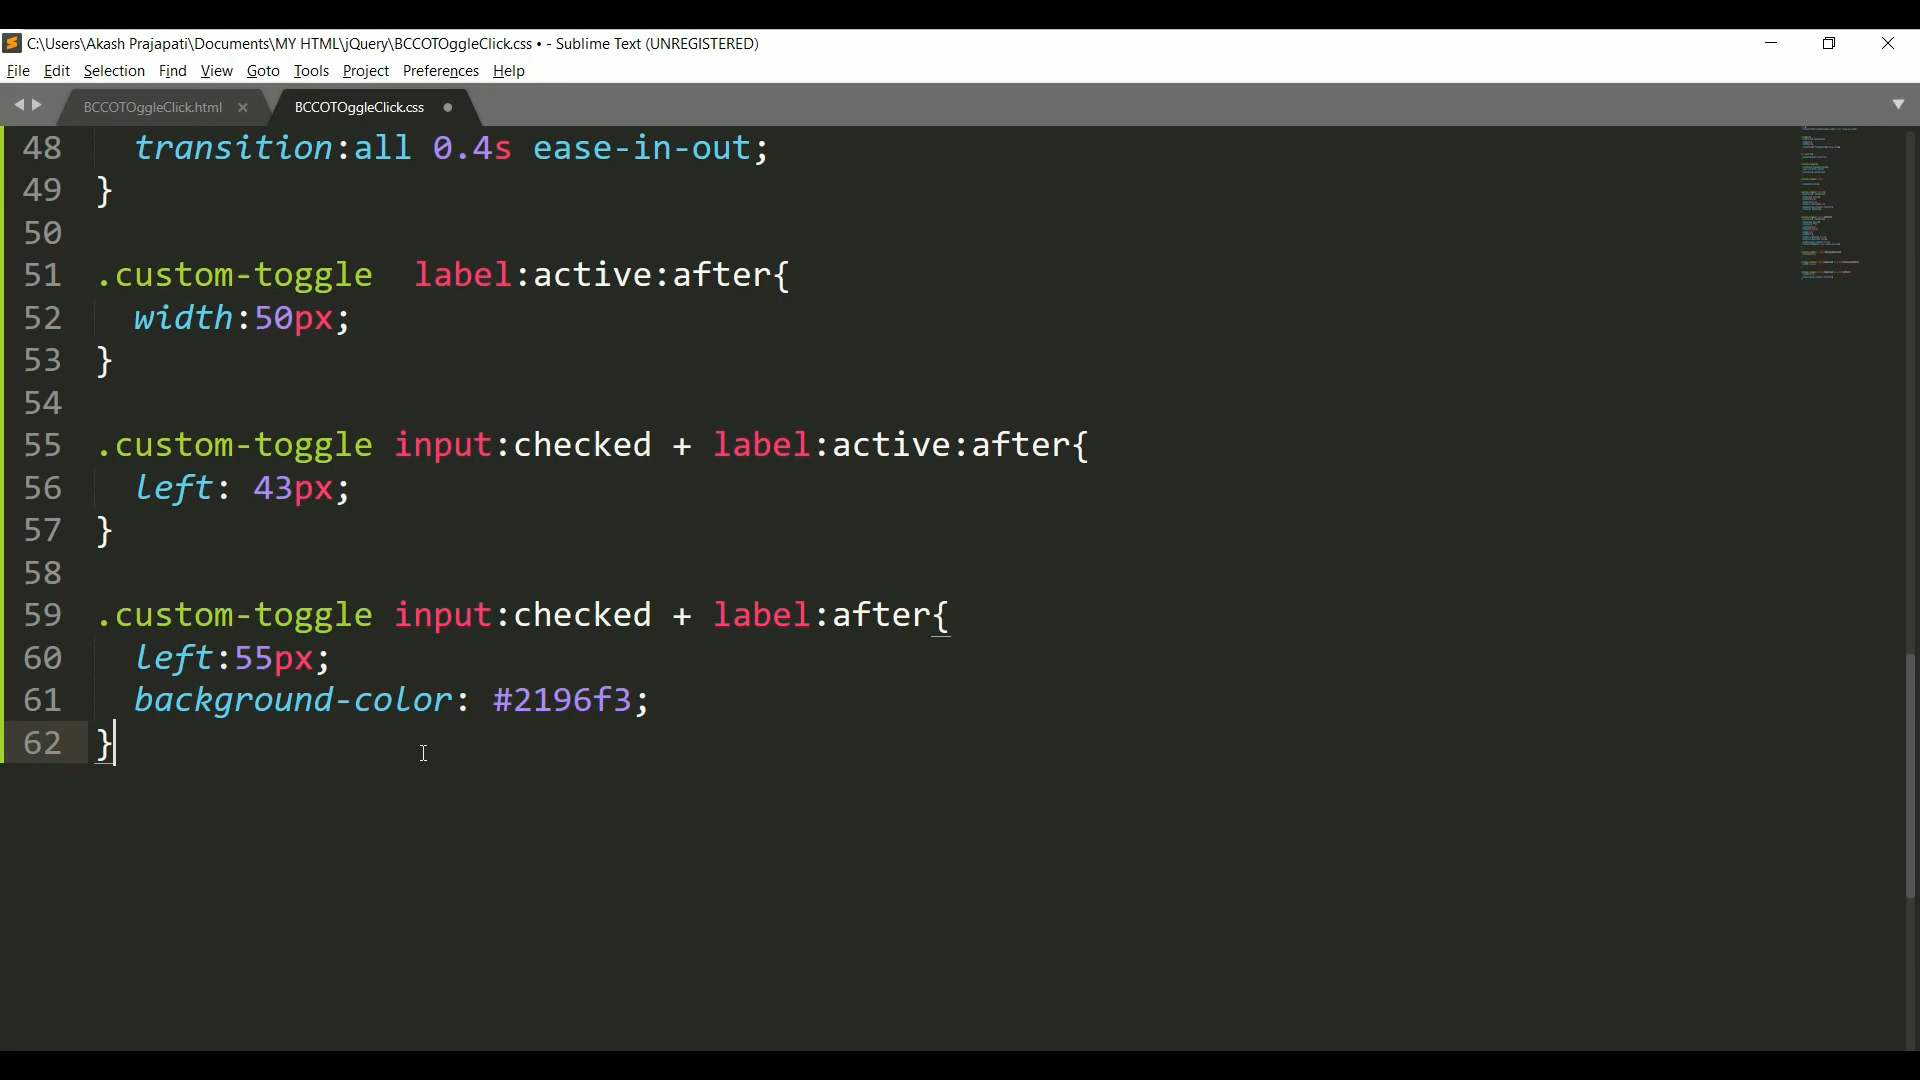 C:\Users\Akash Prajapati\Documents\MY HTML\jQuery\BCCOTOggleClick.css • - Sublime Text (UNREGISTERED)
File Edit Selection Find View Goto Tools Project Preferences Help
BCCOTOggleClick.html × BCCOTOggleClick.css
48 transition:all 0.4s ease-in-out;
49 }
50
51 .custom-toggle  label:active:after{
52 width:50px;
53 }
54
55 .custom-toggle input:checked + label:active:after{
56 left: 43px;
57 }
58
59 .custom-toggle input:checked + label:after{
60 left:55px;
61 background-color: #2196f3;
62 }